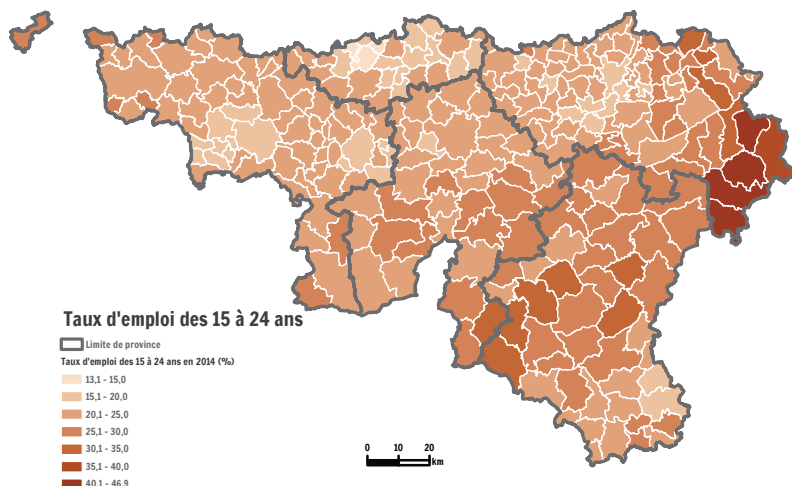 Taux d'emploi des 15 à 24 ans
Limite de province
Taux d'emploi des 15 à 24 ans en 2014 (‰)
13,1 - 15,0
15,1 - 20,0
20,1 - 25,0
25,1 - 30,0
30,1 - 35,0
35,1 - 40,0
40,1 - 46,9
0 10 20
km